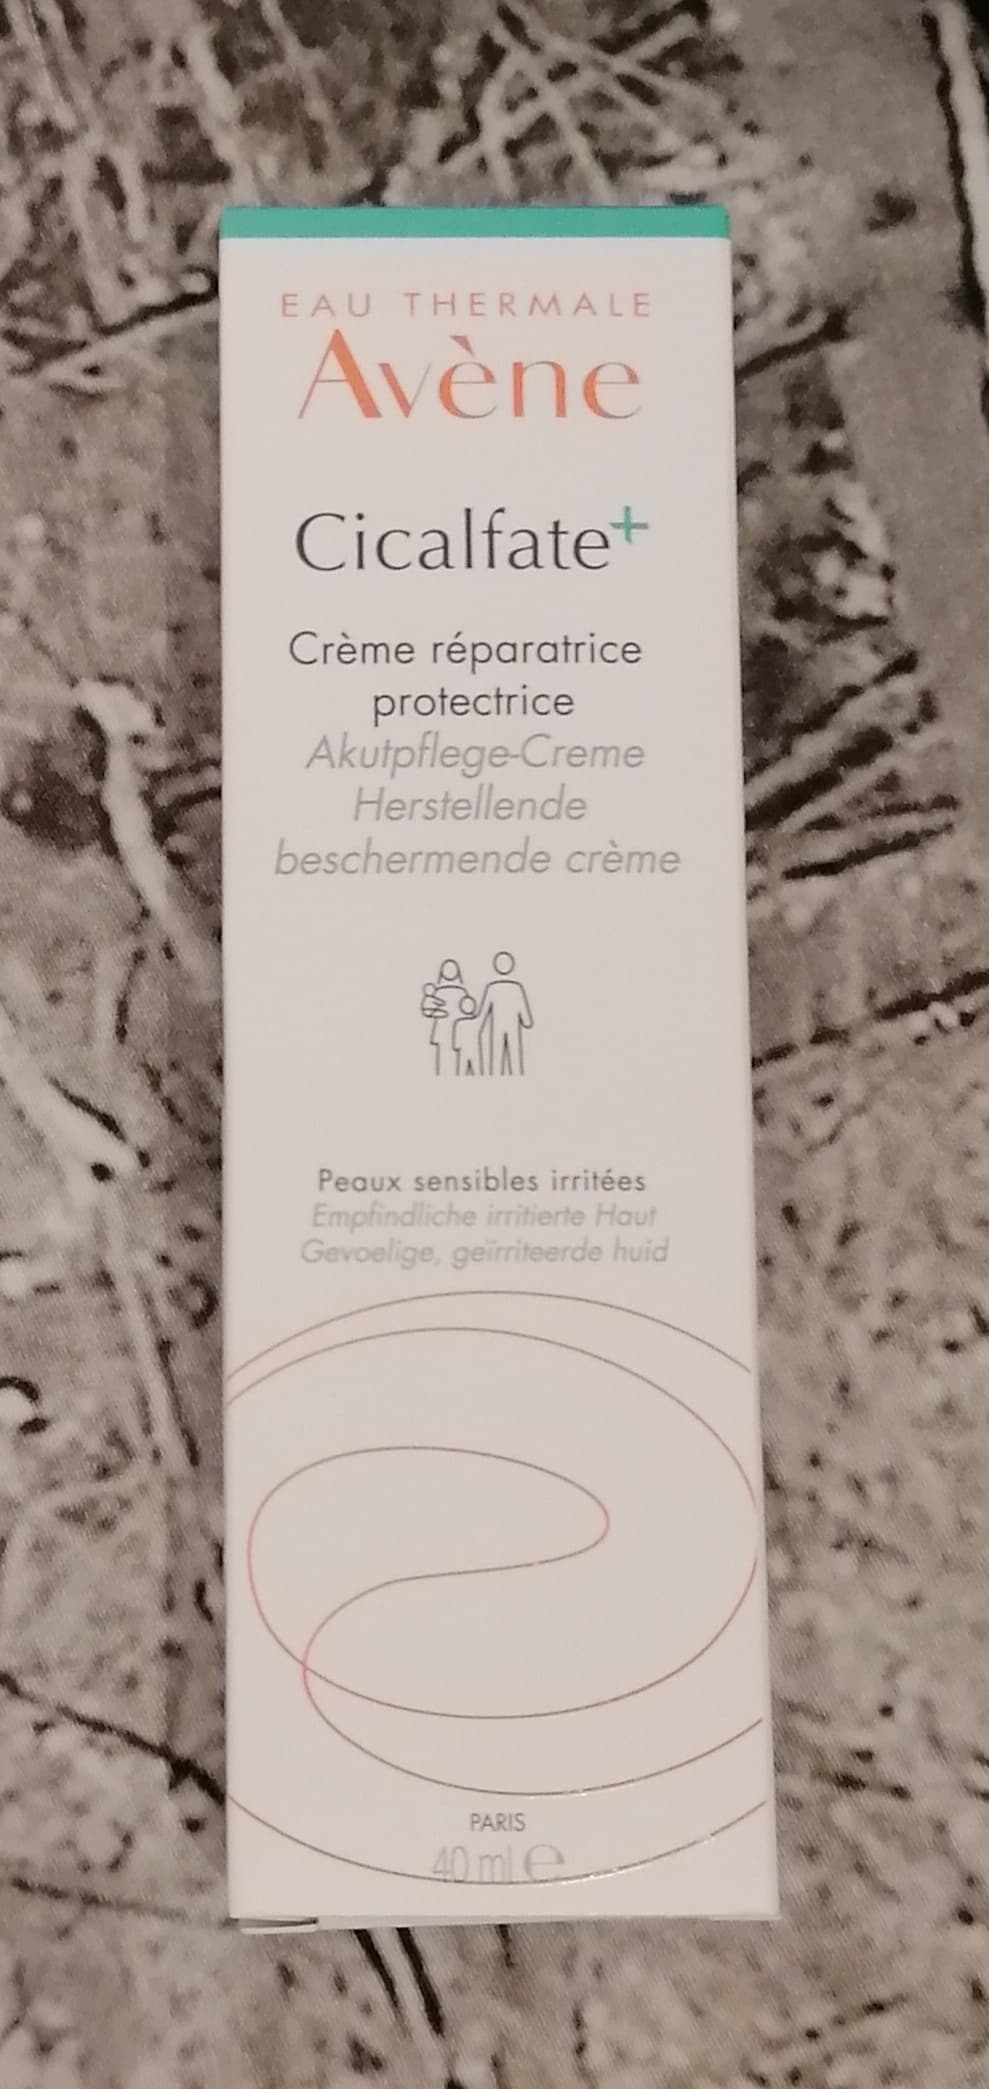 EAU THERMALE
Avène
Cicalfate+
Crème réparatrice
protectrice
Akutpflege-Creme
Herstellende
beschermende crème
Peaux sensibles irritées
Empfindliche irritierte Haut
Gevoelige, geïrriteerde huid
PARIS
40 ml ℮